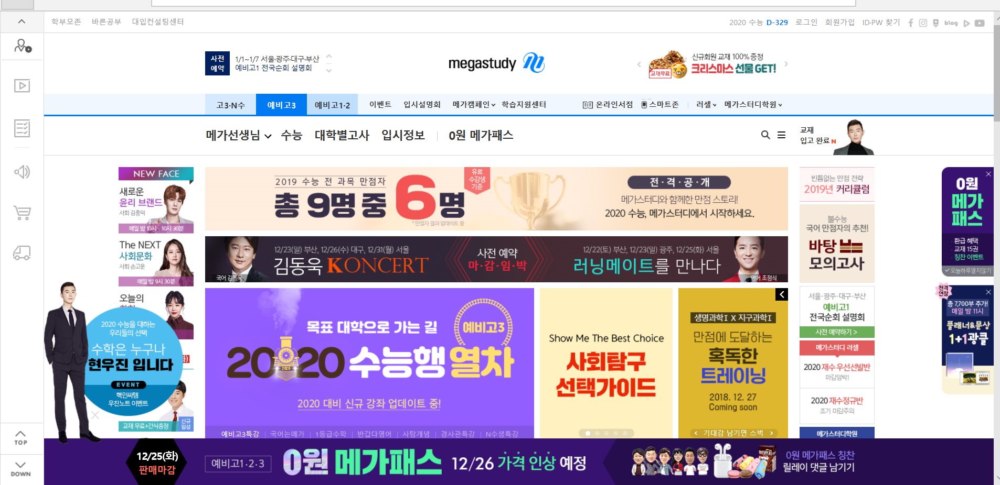 학부모존 바른공부 대입컨설팅센터
2020 수능 D-329 로그인 회원가입 ID·PW 찾기 blog
사전
예약
1/1~1/7 서울·광주·대구·부산
예비고1 전국순회 설명회
megastudy
교재무료
신규회원 교재 100% 증정
크리스마스 선물 GET!
고3·N수 예비고3 예비고1·2 이벤트 입시설명회 메가캠페인 학습지원센터 온라인서점 스마트존 러셀 메가스터디학원
메가선생님 수능 대학별고사 입시정보 0원 메가패스
교재
입고 완료 N
NEW FACE
새로운
윤리 브랜드
사회 김종익
매일 밤 10시 · 10시 30분
The NEXT
사회문화
사회 손고운
매일 밤 9시 30분
오늘의
2020 수능을 대하는
우리들의 선택
수학은 누구나
현우진 입니다
EVENT
핵인싸템
우진노트 이벤트
교재 무료+간식증정
신규
입성
2019 수능 전 과목 만점자
총 9명 중 6명
유료
수강생
기준
* 만점자 결과 업데이트 중
전·격·공·개
메가스터디와 함께한 만점 스토리!
2020 수능, 메가스터디에서 시작하세요.
국어 김동욱
12/23(일) 부산, 12/26(수) 대구, 12/31(월) 서울
김동욱 KONCERT
사전 예약
마·감·임·박
12/22(토) 부산, 12/23(일) 광주, 12/25(화) 서울
러닝메이트를 만나다
영어 조정식
목표 대학으로 가는 길
예비고3
2020 수능행 열차
2020
2020 대비 신규 강좌 업데이트 중!
예비고3특강 국어는메가 1등급수학 반갑다영어 사탐개념 경사관특강 N수생특강
Show Me The Best Choice
사회탐구
선택가이드
생명과학I X 지구과학I
만점에 도달하는
혹독한
트레이닝
2018. 12. 27
Coming soon
< 기대감 남기면 스벅 >
빈틈없는 만점 전략
2019년 커리큘럼
불수능
국어 만점자의 추천!
바탕
모의고사
서울·광주·대구·부산
예비고1
전국순회 설명회
사전 예약하기 >
메가스터디 러셀
2020 재수 우선선발반
마감임박!
2020 재수정규반
조기 마감주의
메가스터디학원
0원
메가
패스
· 환급 혜택
· 교재 15권
· 칭찬 이벤트
오늘하루열지않기
전격
연장
총 7,700부 추가!
매일 밤 11시
플래너&문상
1+1광클
TOP
DOWN
12/25(화)
판매마감
예비고1·2·3
0원 메가패스 12/26 가격 인상 예정
0원 메가패스 칭찬
릴레이 댓글 남기기